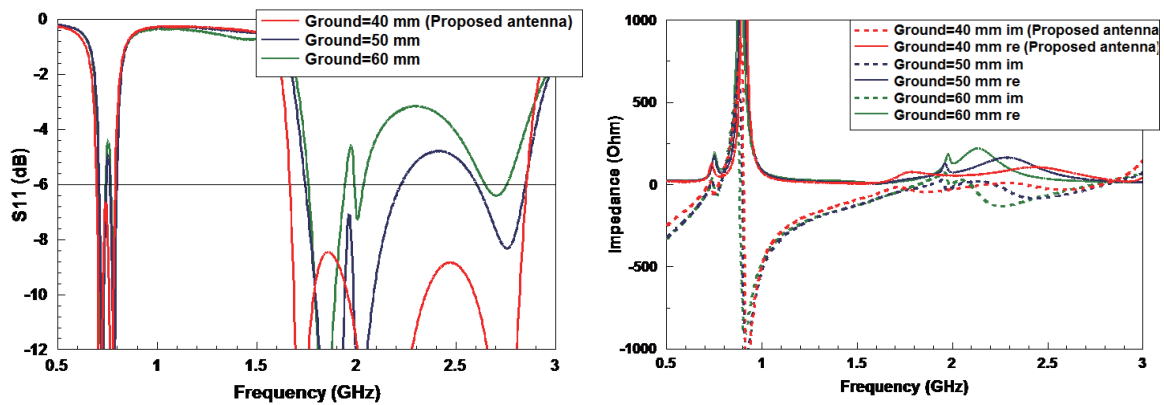 Ground=40 mm (Proposed antenna)
Ground=50 mm
Ground=60 mm
0
-2
-4
-6
-8
-10
-12
S11 (dB)
0.5
1
1.5
2
2.5
3
Frequency (GHz)
Ground=40 mm im (Proposed antenna)
Ground=40 mm re (Proposed antenna)
Ground=50 mm im
Ground=50 mm re
Ground=60 mm im
Ground=60 mm re
1000
500
0
-500
-1000
Impedance (Ohm)
0.5
1
1.5
2
2.5
3
Frequency (GHz)